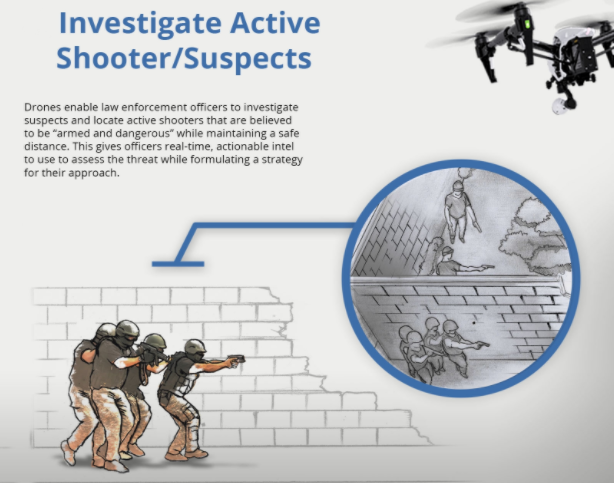 Investigate Active
Shooter/Suspects
Drones enable law enforcement officers to investigate
suspects and locate active shooters that are believed
to be “armed and dangerous” while maintaining a safe
distance. This gives officers real-time, actionable intel
to use to assess the threat while formulating a strategy
for their approach.